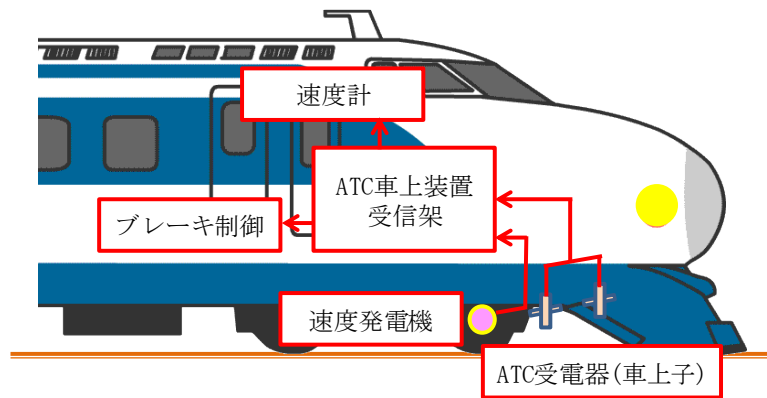 速度計
ATC車上装置
受信架
ブレーキ制御
速度発電機
ATC受電器(車上子)